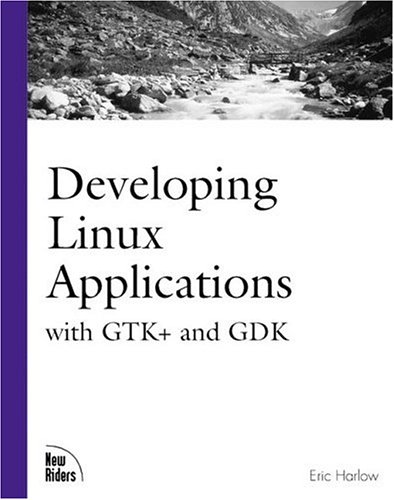 Developing
Linux
Applications
with GTK+ and GDK
New
Riders
Eric Harlow